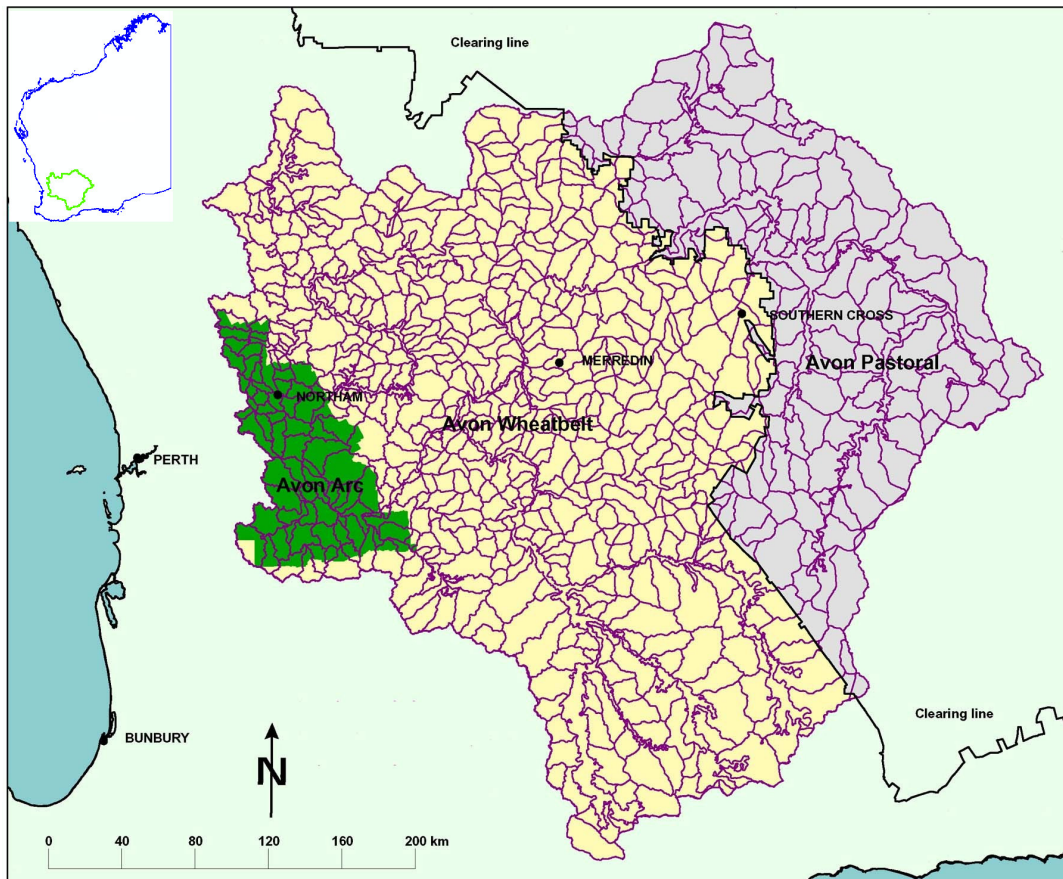 Clearing line
SOUTHERN CROSS
MERREDIN
Avon Pastoral
NORTHAM
Avon Wheatbelt
PERTH
Avon Arc
Clearing line
BUNBURY
N
0 40 80 120 160 200 km